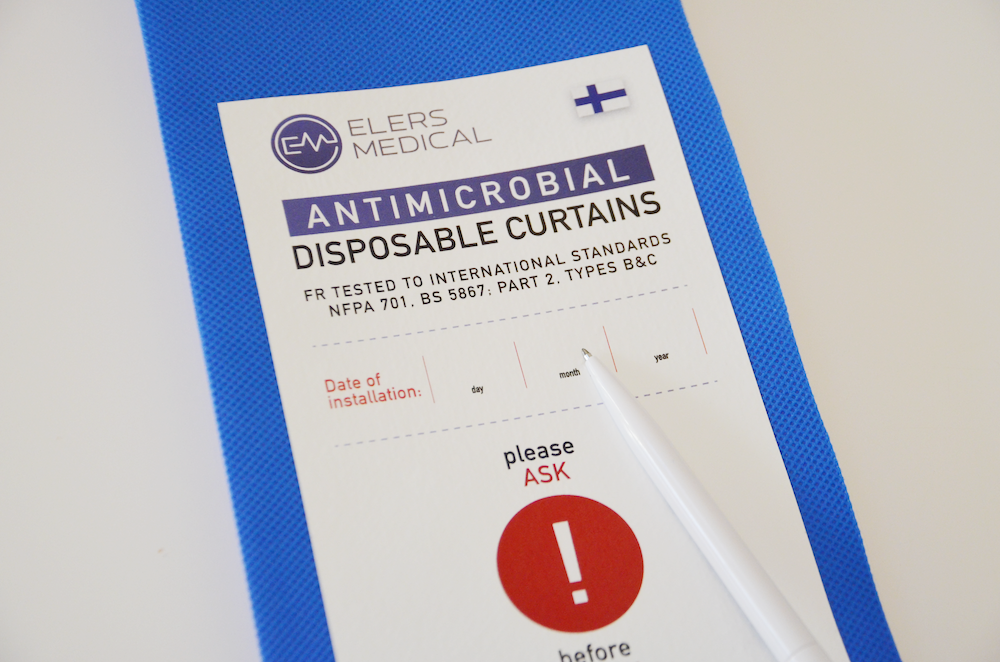 EM
ELERS
MEDICAL
ANTIMICROBIAL
DISPOSABLE CURTAINS
FR TESTED TO INTERNATIONAL STANDARDS
NFPA 701, BS 5867: PART 2, TYPES B&C
Date of
installation:
day
month
year
please
ASK
!
before